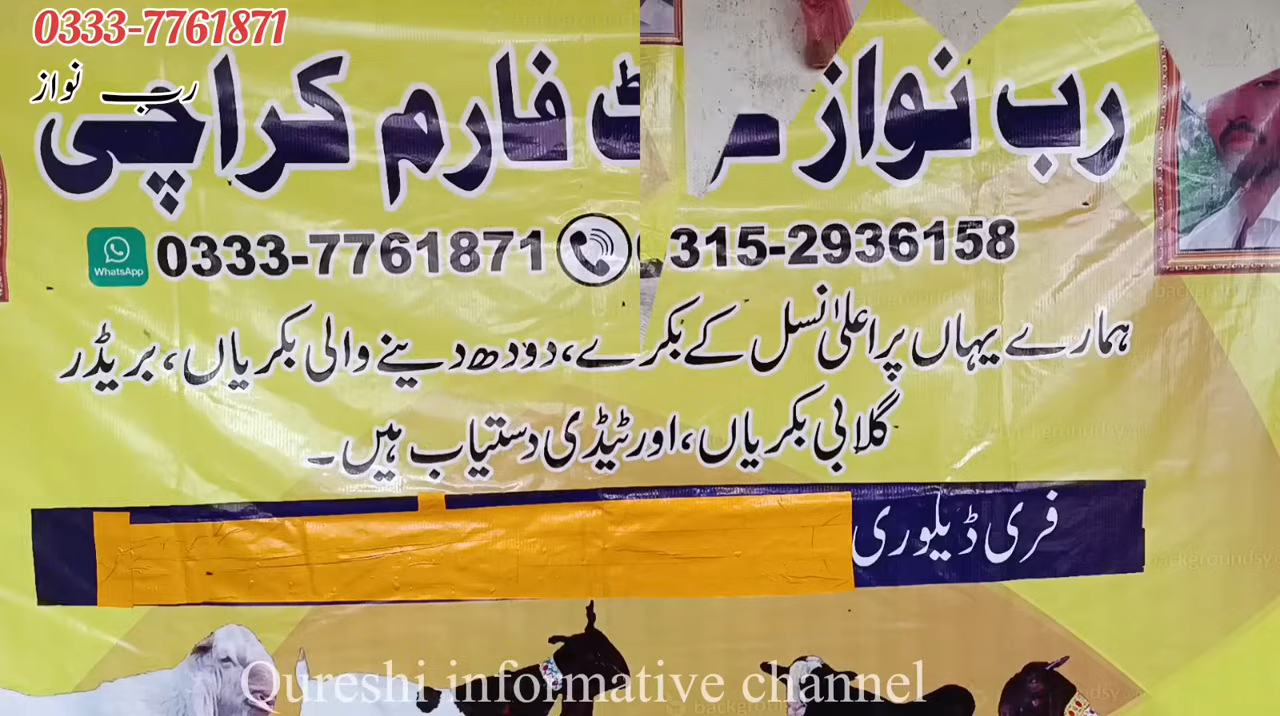 0333-7761871
رب نواز
رب نواز فارم کراچی
WhatsApp 0333-7761871 315-2936158
ہمارے یہاں پر اعلیٰ نسل کے بکرے، دودھ دینے والی بکریاں، بریڈر
گلابی بکریاں، اور ٹیڈی دستیاب ہیں۔
فری ڈیلوری
Qureshi informative channel